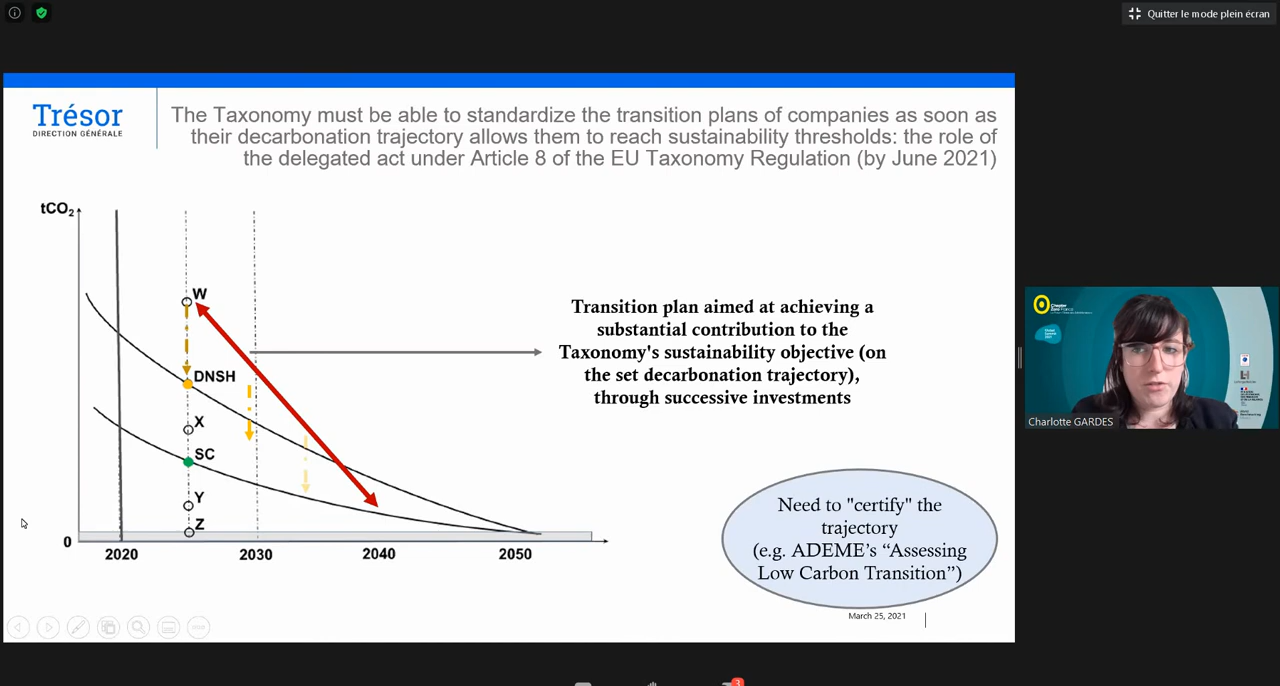 Quitter le mode plein écran
Trésor
DIRECTION GÉNÉRALE
The Taxonomy must be able to standardize the transition plans of companies as soon as
their decarbonation trajectory allows them to reach sustainability thresholds: the role of
the delegated act under Article 8 of the EU Taxonomy Regulation (by June 2021)
tCO2
W
DNSH
X
SC
Y
Z
0
2020
2030
2040
2050
Transition plan aimed at achieving a
substantial contribution to the
Taxonomy's sustainability objective (on
the set decarbonation trajectory),
through successive investments
Need to "certify" the
trajectory
(e.g. ADEME’s “Assessing
Low Carbon Transition”)
March 25, 2021
Chapter
Zero France
Charlotte GARDES
3